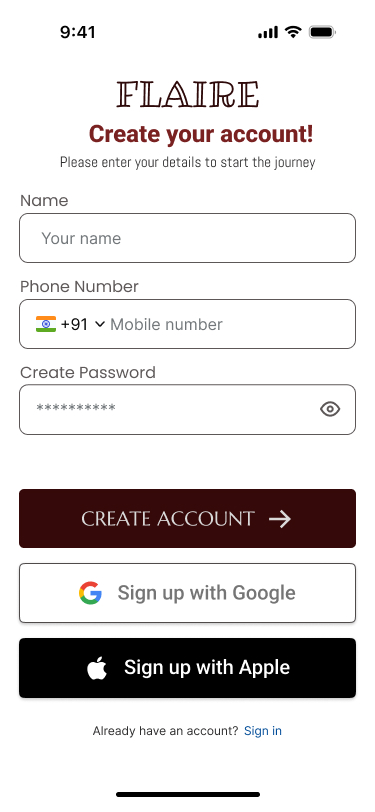 9:41
FLAIRE
Create your account!
Please enter your details to start the journey
Name
Your name
Phone Number
+91 Mobile number
Create Password
**********
CREATE ACCOUNT
Sign up with Google
Sign up with Apple
Already have an account? Sign in